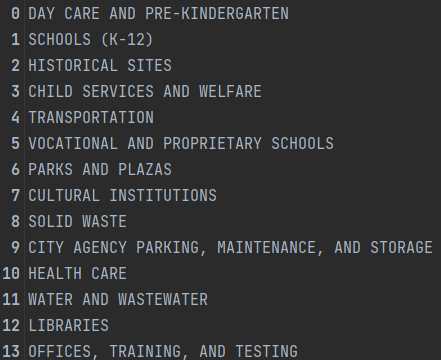 0 DAY CARE AND PRE-KINDERGARTEN
1 SCHOOLS (K-12)
2 HISTORICAL SITES
3 CHILD SERVICES AND WELFARE
4 TRANSPORTATION
5 VOCATIONAL AND PROPRIETARY SCHOOLS
6 PARKS AND PLAZAS
7 CULTURAL INSTITUTIONS
8 SOLID WASTE
9 CITY AGENCY PARKING, MAINTENANCE, AND STORAGE
10 HEALTH CARE
11 WATER AND WASTEWATER
12 LIBRARIES
13 OFFICES, TRAINING, AND TESTING